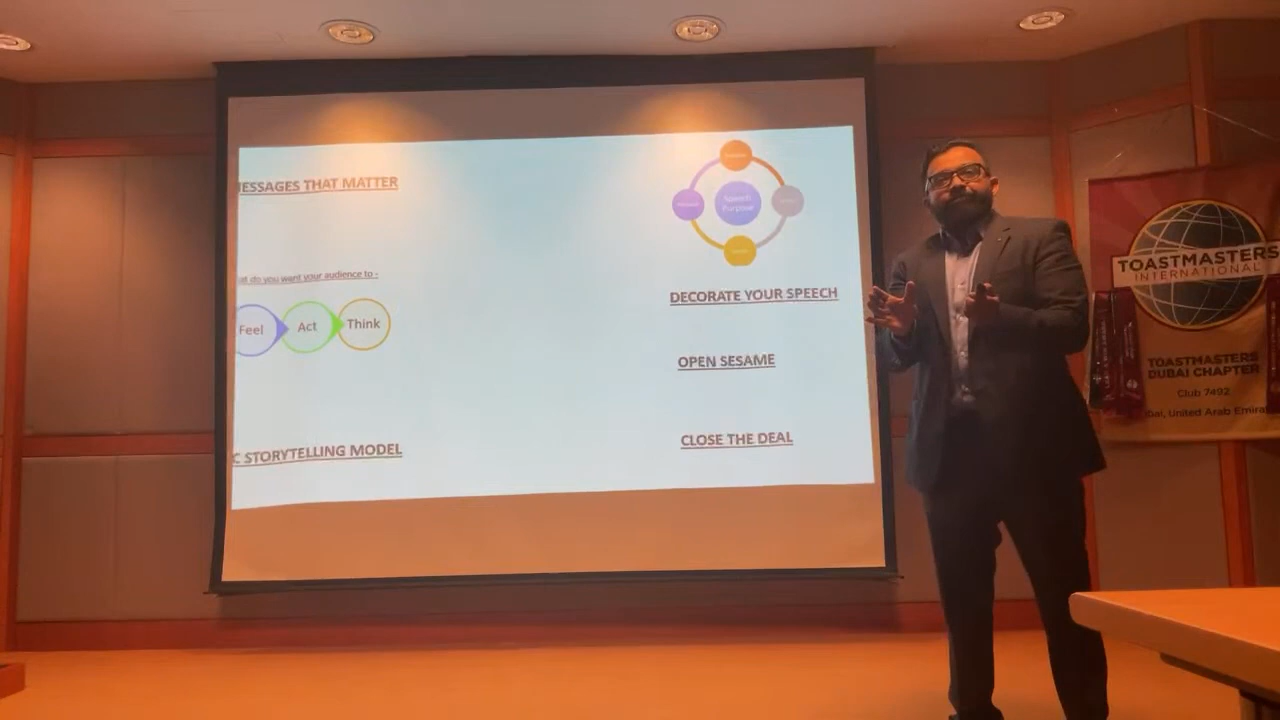 ESSAGES THAT MATTER
at do you want your audience to -
Feel
Act
Think
C STORYTELLING MODEL
Speech
Purpose
DECORATE YOUR SPEECH
OPEN SESAME
CLOSE THE DEAL
TOASTMASTERS
INTERNATIONAL
TOASTMASTERS
DUBAI CHAPTER
Club 7492
bai, United Arab Emira